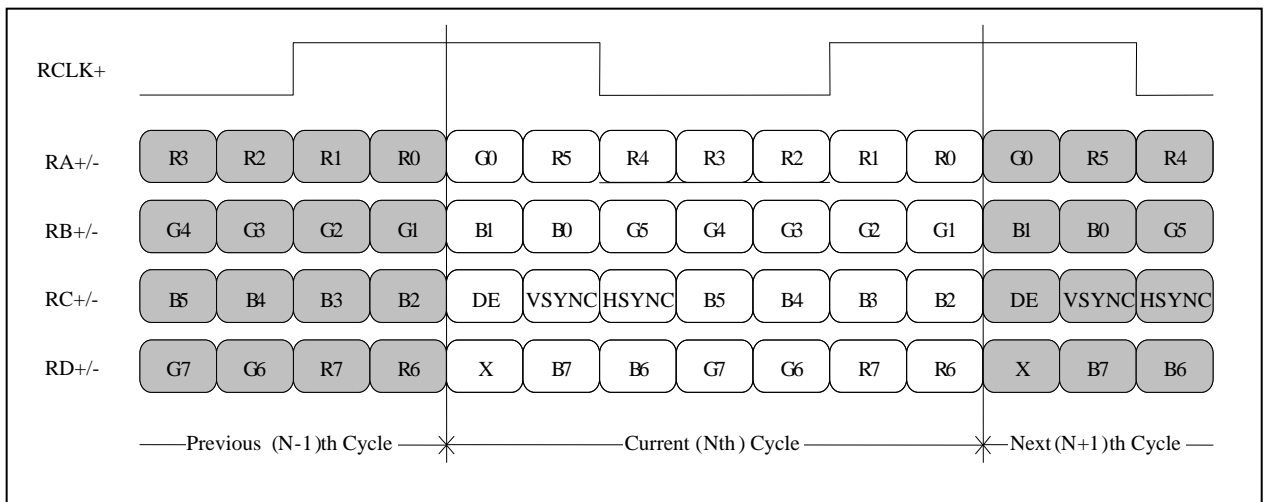 RCLK+
RA+/- R3 R2 R1 R0 G0 R5 R4 R3 R2 R1 R0 G0 R5 R4
RB+/- G4 G3 G2 G1 B1 B0 G5 G4 G3 G2 G1 B1 B0 G5
RC+/- B5 B4 B3 B2 DE VSYNC HSYNC B5 B4 B3 B2 DE VSYNC HSYNC
RD+/- G7 G6 R7 R6 X B7 B6 G7 G6 R7 R6 X B7 B6
Previous (N-1)th Cycle Current (Nth) Cycle Next (N+1)th Cycle